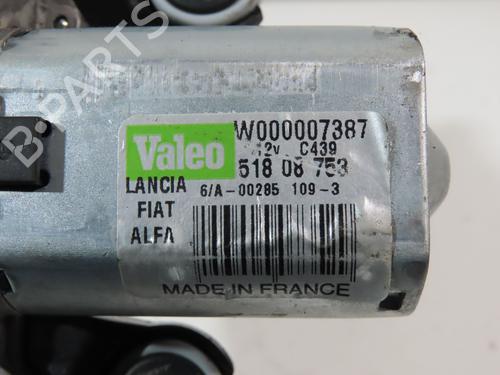 W000007387
Valeo 12v C439
518 08 753
LANCIA 6/A-00285 109-3
FIAT
ALFA
MADE IN FRANCE
B-PARTS